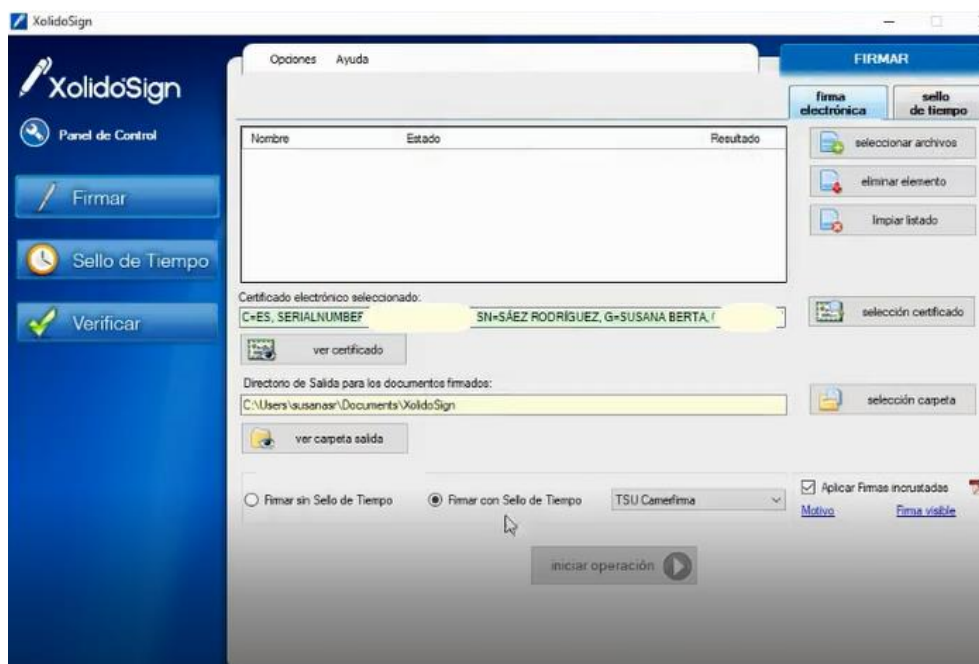 XolidoSign
XolidoSign
Panel de Control
Firmar
Sello de Tiempo
Verificar
Opciones Ayuda
FIRMAR
firma electrónica
sello de tiempo
Nombre Estado Resultado
seleccionar archivos
eliminar elemento
limpiar listado
Certificado electrónico seleccionado:
C=ES, SERIALNUMBER SN=SÁEZ RODRÍGUEZ, G=SUSANA BERTA,
selección certificado
ver certificado
Directorio de Salida para los documentos firmados:
C:\Users\susanasr\Documents\XolidoSign
selección carpeta
ver carpeta salida
Firmar sin Sello de Tiempo
Firmar con Sello de Tiempo
TSU Camerfirma
Aplicar Firmas incrustadas
Motivo Firma visible
iniciar operación